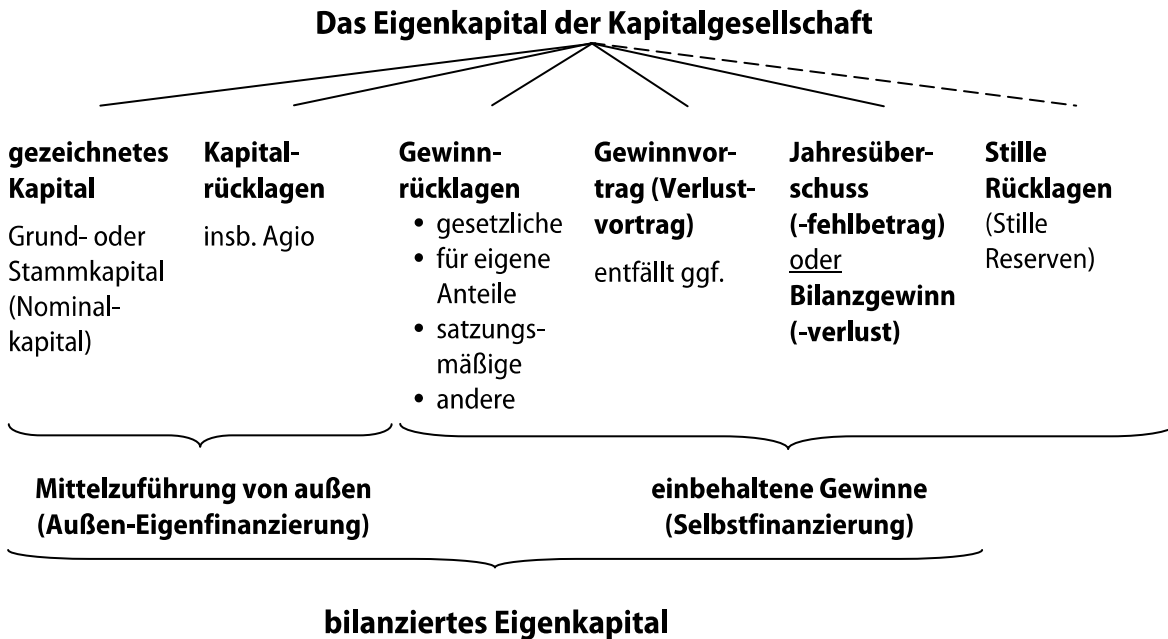 Das Eigenkapital der Kapitalgesellschaft
gezeichnetes
Kapital
Grund- oder
Stammkapital
(Nominal-
kapital)
Kapital-
rücklagen
insb. Agio
Gewinn-
rücklagen
• gesetzliche
• für eigene
Anteile
• satzungs-
mäßige
• andere
Gewinnvor-
trag (Verlust-
vortrag)
entfällt ggf.
Jahresüber-
schuss
(-fehlbetrag)
oder
Bilanzgewinn
(-verlust)
Stille
Rücklagen
(Stille
Reserven)
Mittelzuführung von außen
(Außen-Eigenfinanzierung)
einbehaltene Gewinne
(Selbstfinanzierung)
bilanziertes Eigenkapital